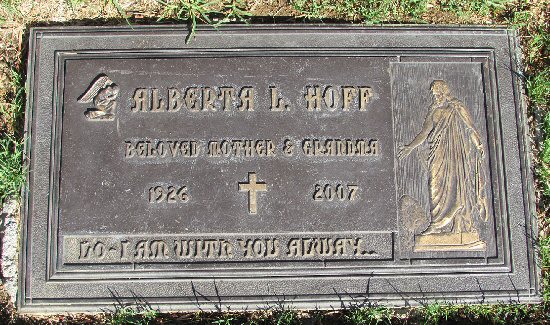 ALBERTA L. HOFF
BELOVED MOTHER & GRANDMA
1926 2007
LO-I AM WITH YOU ALWAY...